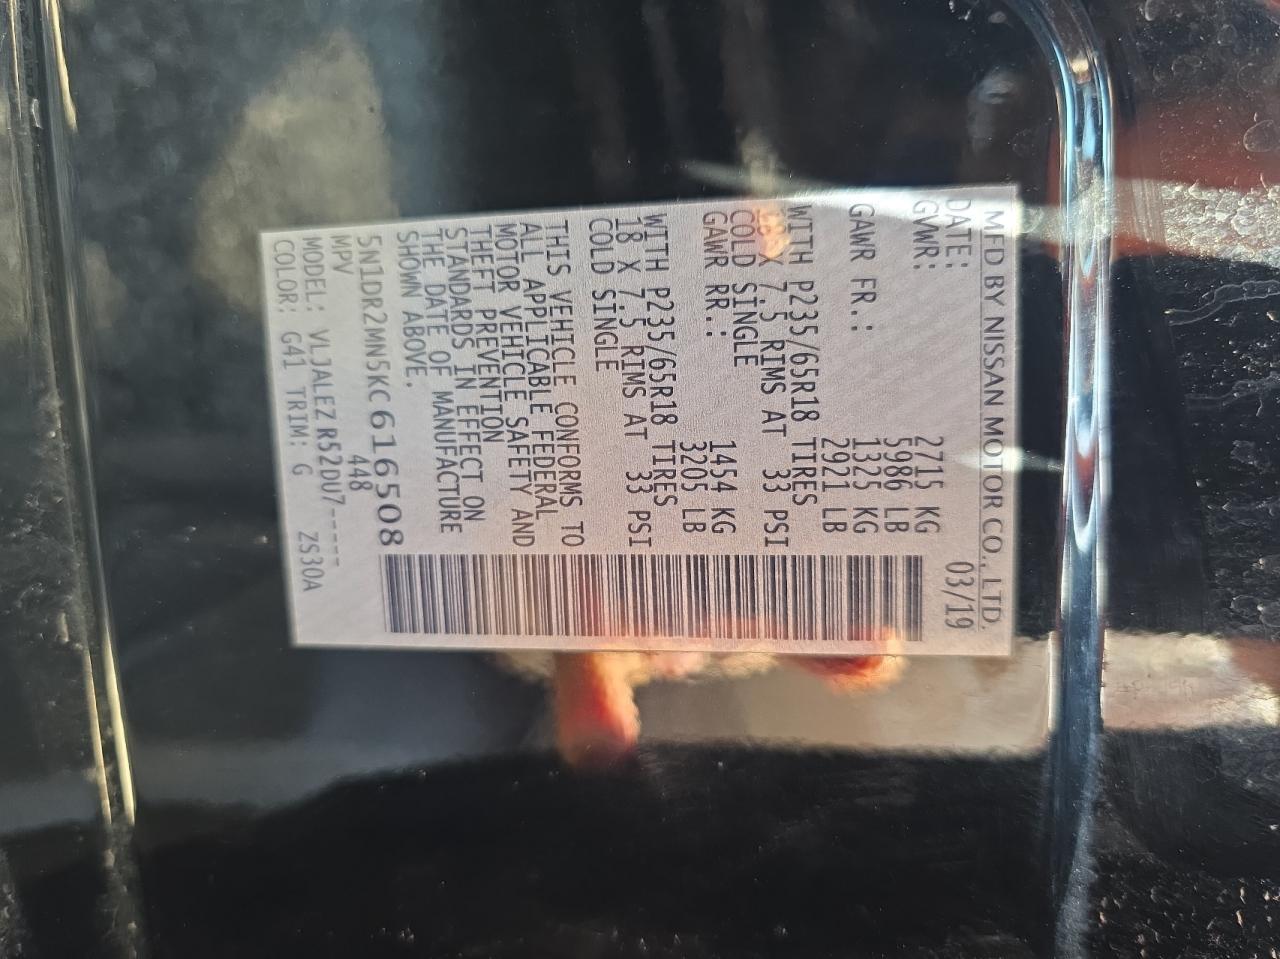 MFD BY NISSAN MOTOR CO., LTD.
DATE: 03/19
GVWR: 2715 KG
5986 LB
GAWR FR.: 1325 KG
2921 LB
WITH P235/65R18 TIRES
18 X 7.5 RIMS AT 33 PSI
COLD SINGLE
GAWR RR.: 1454 KG
3205 LB
WITH P235/65R18 TIRES
18 X 7.5 RIMS AT 33 PSI
COLD SINGLE
THIS VEHICLE CONFORMS TO
ALL APPLICABLE FEDERAL
MOTOR VEHICLE SAFETY AND
THEFT PREVENTION
STANDARDS IN EFFECT ON
THE DATE OF MANUFACTURE
SHOWN ABOVE.
5N1DR2MN5KC616508
MPV 448
MODEL: VLJALEZR52DU7-----
COLOR: G41 TRIM: G ZS30A